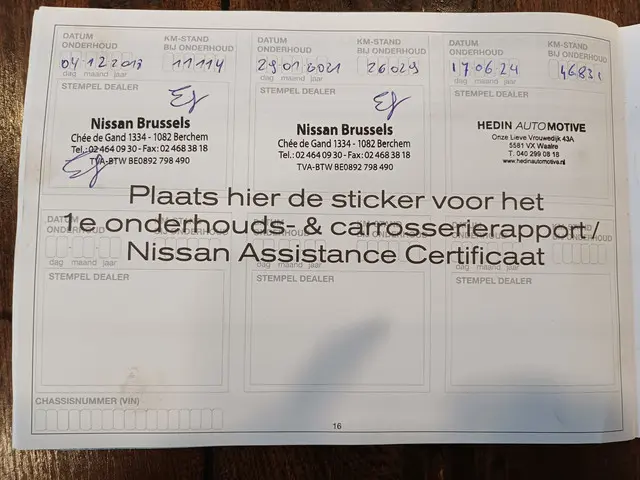 DATUM ONDERHOUD
04 12 2018
dag maand jaar
KM-STAND BIJ ONDERHOUD
11114
STEMPEL DEALER
Nissan Brussels
Chée de Gand 1334 - 1082 Berchem
Tel.: 02 464 09 30 - Fax: 02 468 38 18
TVA-BTW BE0892 798 490
DATUM ONDERHOUD
29 01 2021
dag maand jaar
KM-STAND BIJ ONDERHOUD
26029
STEMPEL DEALER
Nissan Brussels
Chée de Gand 1334 - 1082 Berchem
Tel.: 02 464 09 30 - Fax: 02 468 38 18
TVA-BTW BE0892 798 490
DATUM ONDERHOUD
17 06 24
dag maand jaar
KM-STAND BIJ ONDERHOUD
STEMPEL DEALER
HEDIN AUTOMOTIVE
Onze Lieve Vrouwedijk 43A
5581 VX Waalre
T. 040 299 08 18
www.hedinautomotive.nl
Plaats hier de sticker voor het
1e onderhouds- & carrosserierapport /
Nissan Assistance Certificaat
DATUM ONDERHOUD
dag maand jaar
STEMPEL DEALER
dag maand jaar
STEMPEL DEALER
dag maand jaar
STEMPEL DEALER
CHASSISNUMMER (VIN)
16